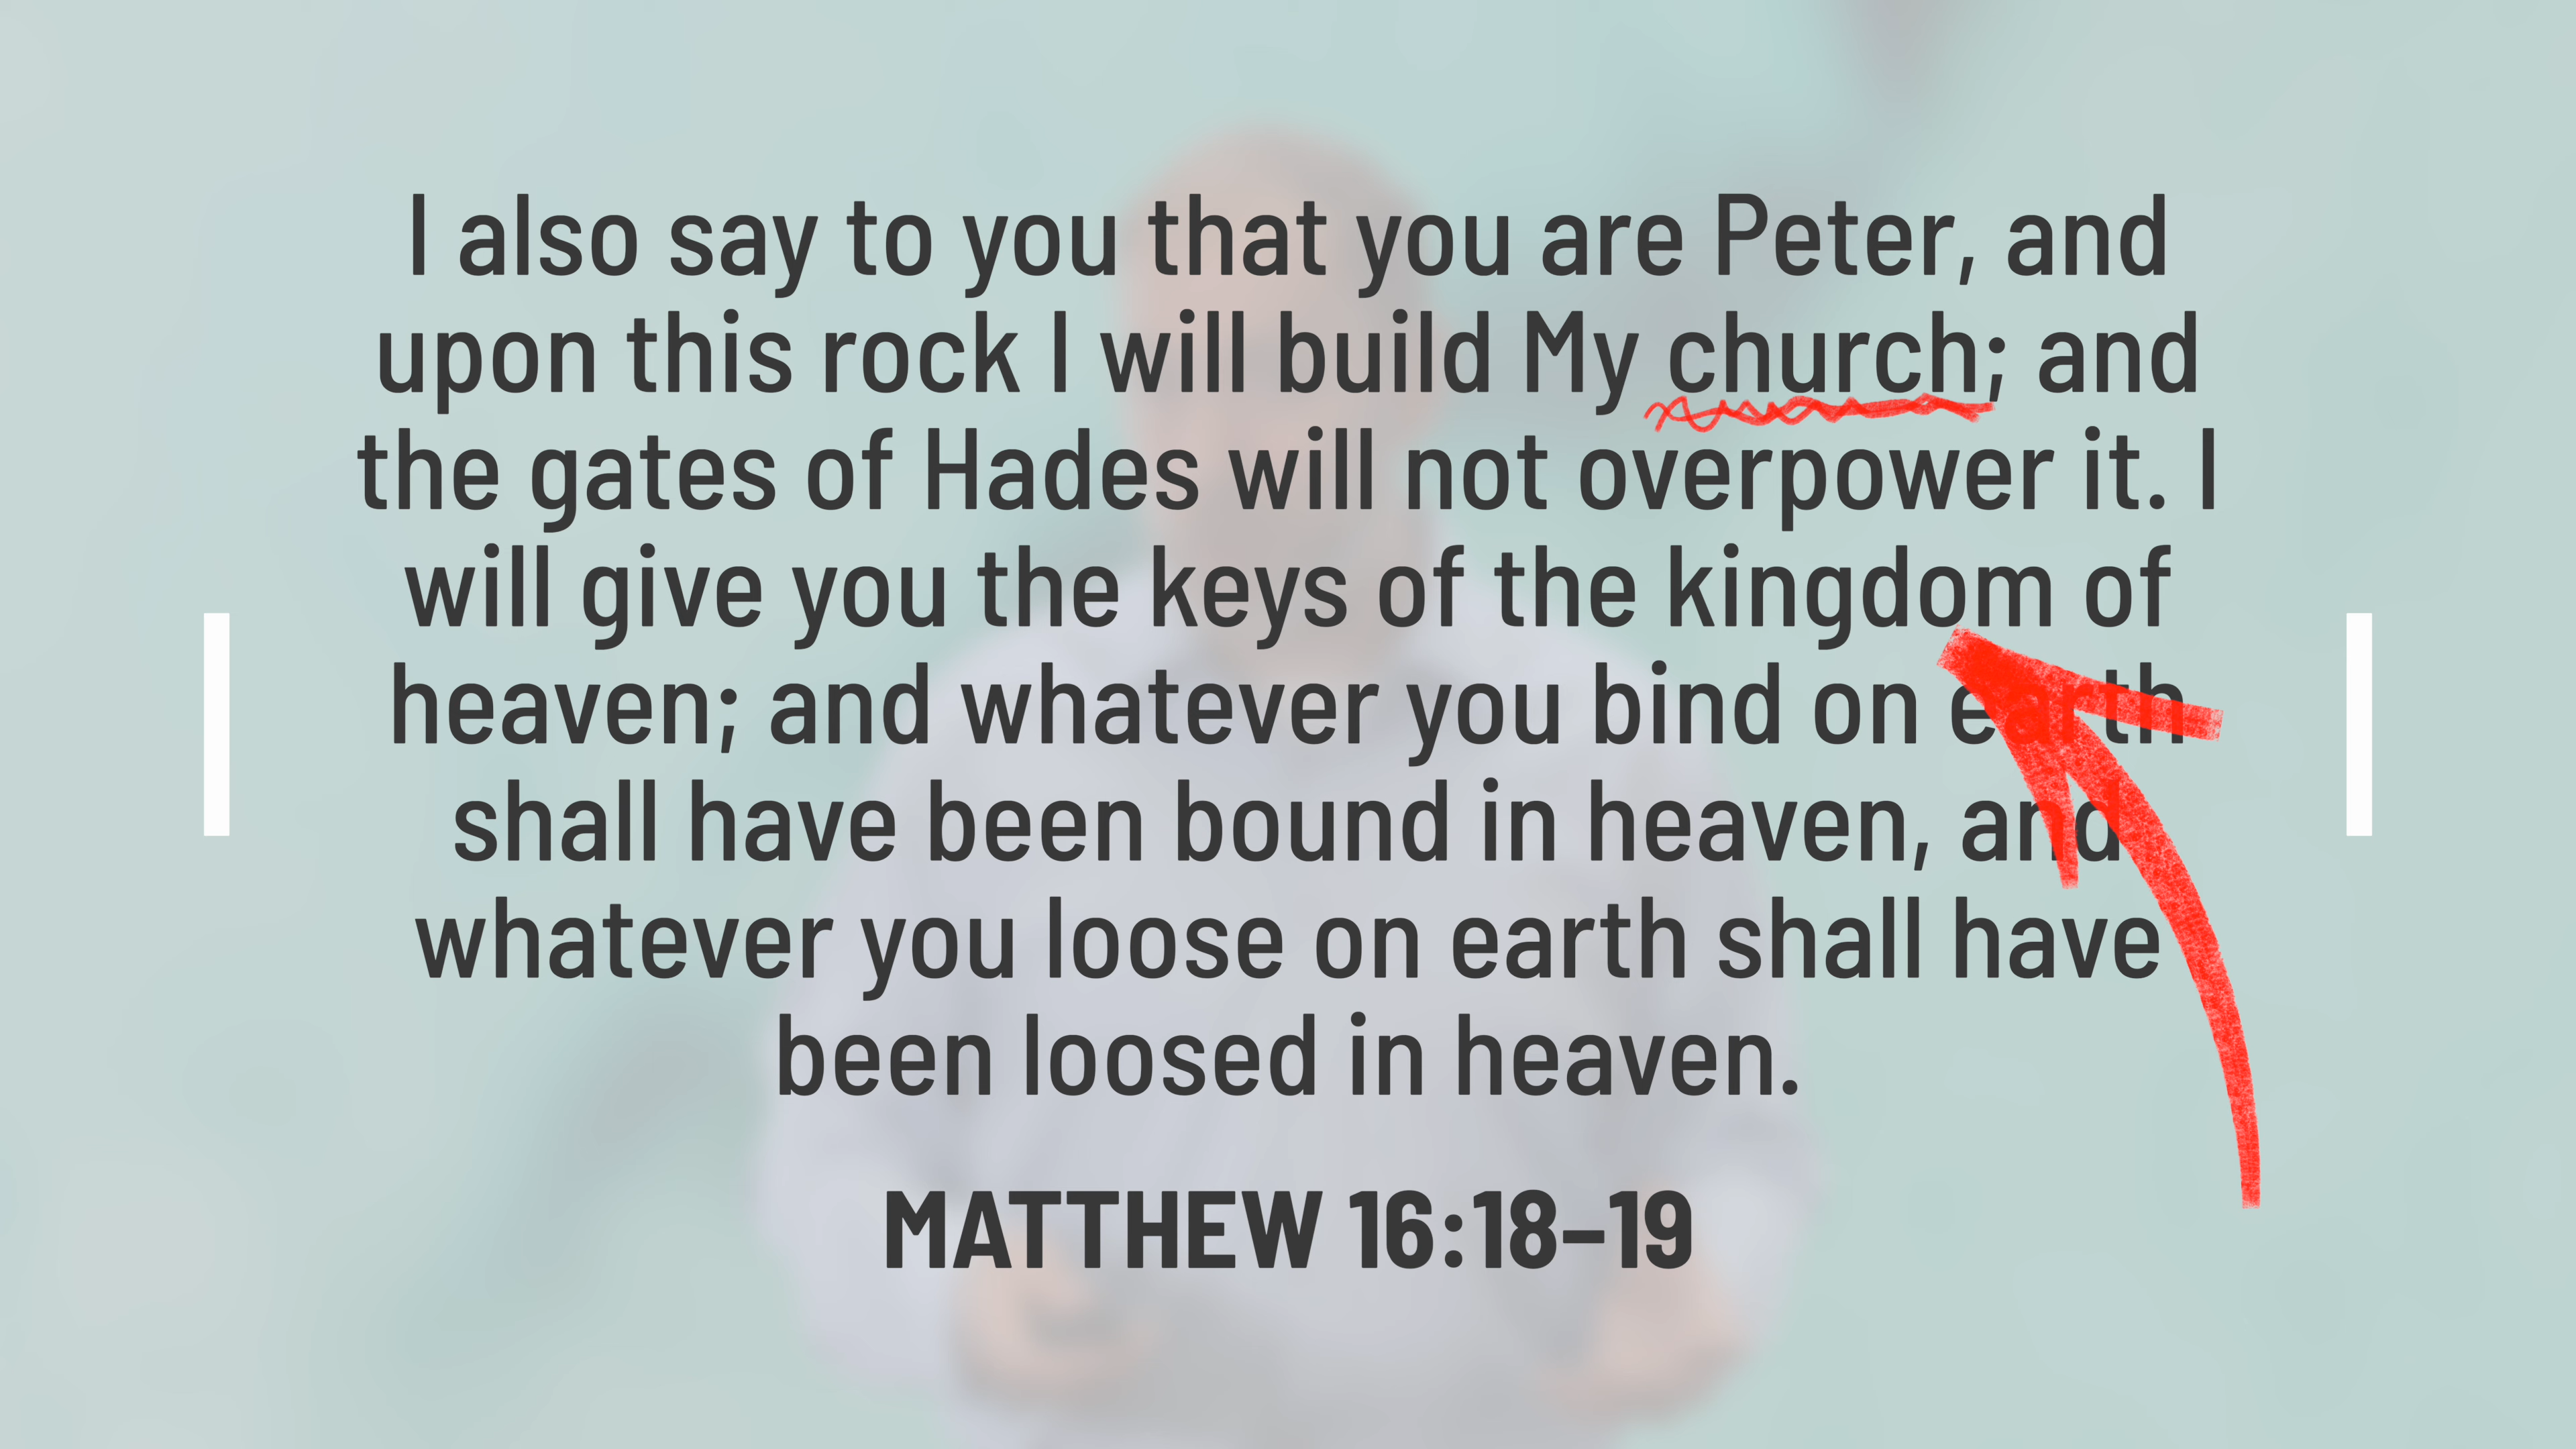 I also say to you that you are Peter, and
upon this rock I will build My church; and
the gates of Hades will not overpower it. I
will give you the keys of the kingdom of
heaven; and whatever you bind on earth
shall have been bound in heaven, and
whatever you loose on earth shall have
been loosed in heaven.
MATTHEW 16:18–19